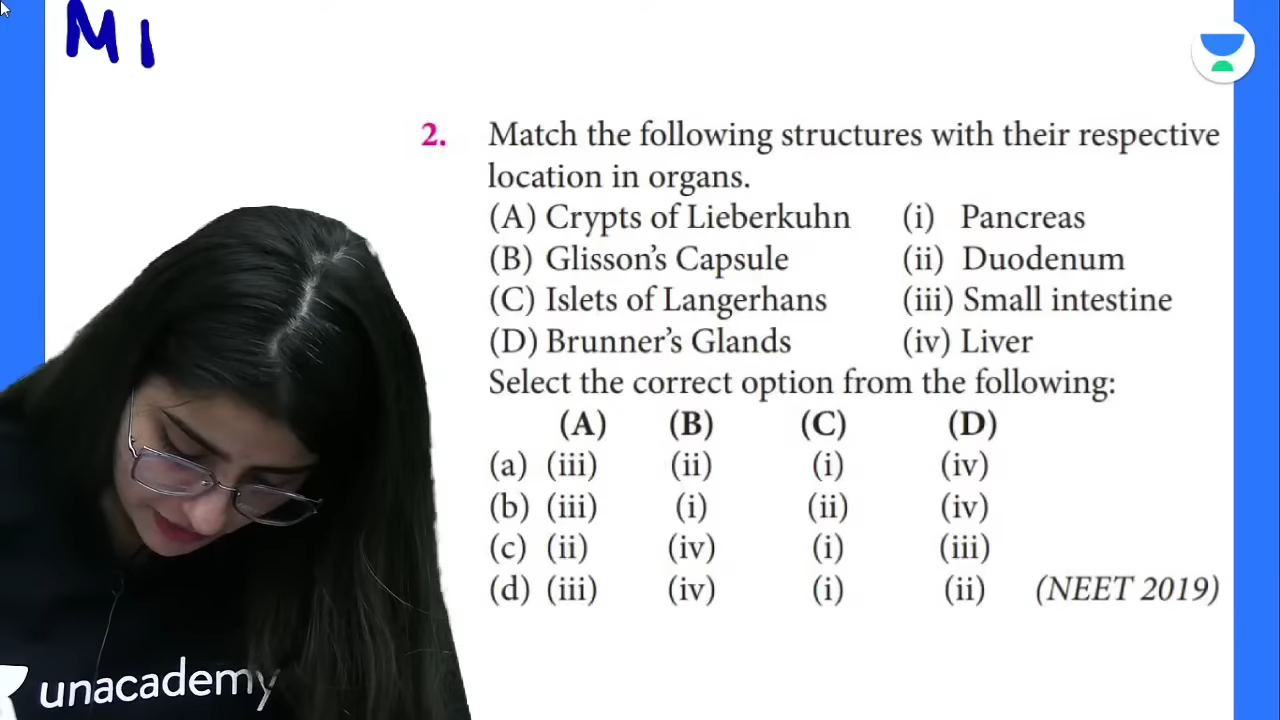 M1
2. Match the following structures with their respective
location in organs.
(A) Crypts of Lieberkuhn (i) Pancreas
(B) Glisson's Capsule (ii) Duodenum
(C) Islets of Langerhans (iii) Small intestine
(D) Brunner's Glands (iv) Liver
Select the correct option from the following:
(A) (B) (C) (D)
(a) (iii) (ii) (i) (iv)
(b) (iii) (i) (ii) (iv)
(c) (ii) (iv) (i) (iii)
(d) (iii) (iv) (i) (ii) (NEET 2019)
unacademy